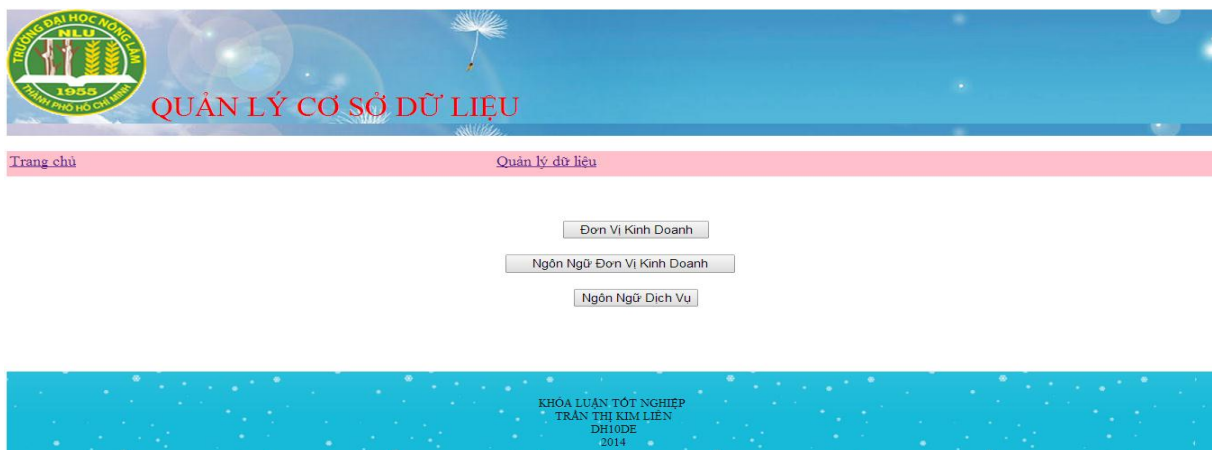 TRƯỜNG ĐẠI HỌC NÔNG LÂM
NLU
1955
THÀNH PHỐ HỒ CHÍ MINH
QUẢN LÝ CƠ SỞ DỮ LIỆU
Trang chủ
Quản lý dữ liệu
Đơn Vị Kinh Doanh
Ngôn Ngữ Đơn Vị Kinh Doanh
Ngôn Ngữ Dịch Vụ
KHÓA LUẬN TỐT NGHIỆP
TRẦN THỊ KIM LIÊN
DH10DE
2014